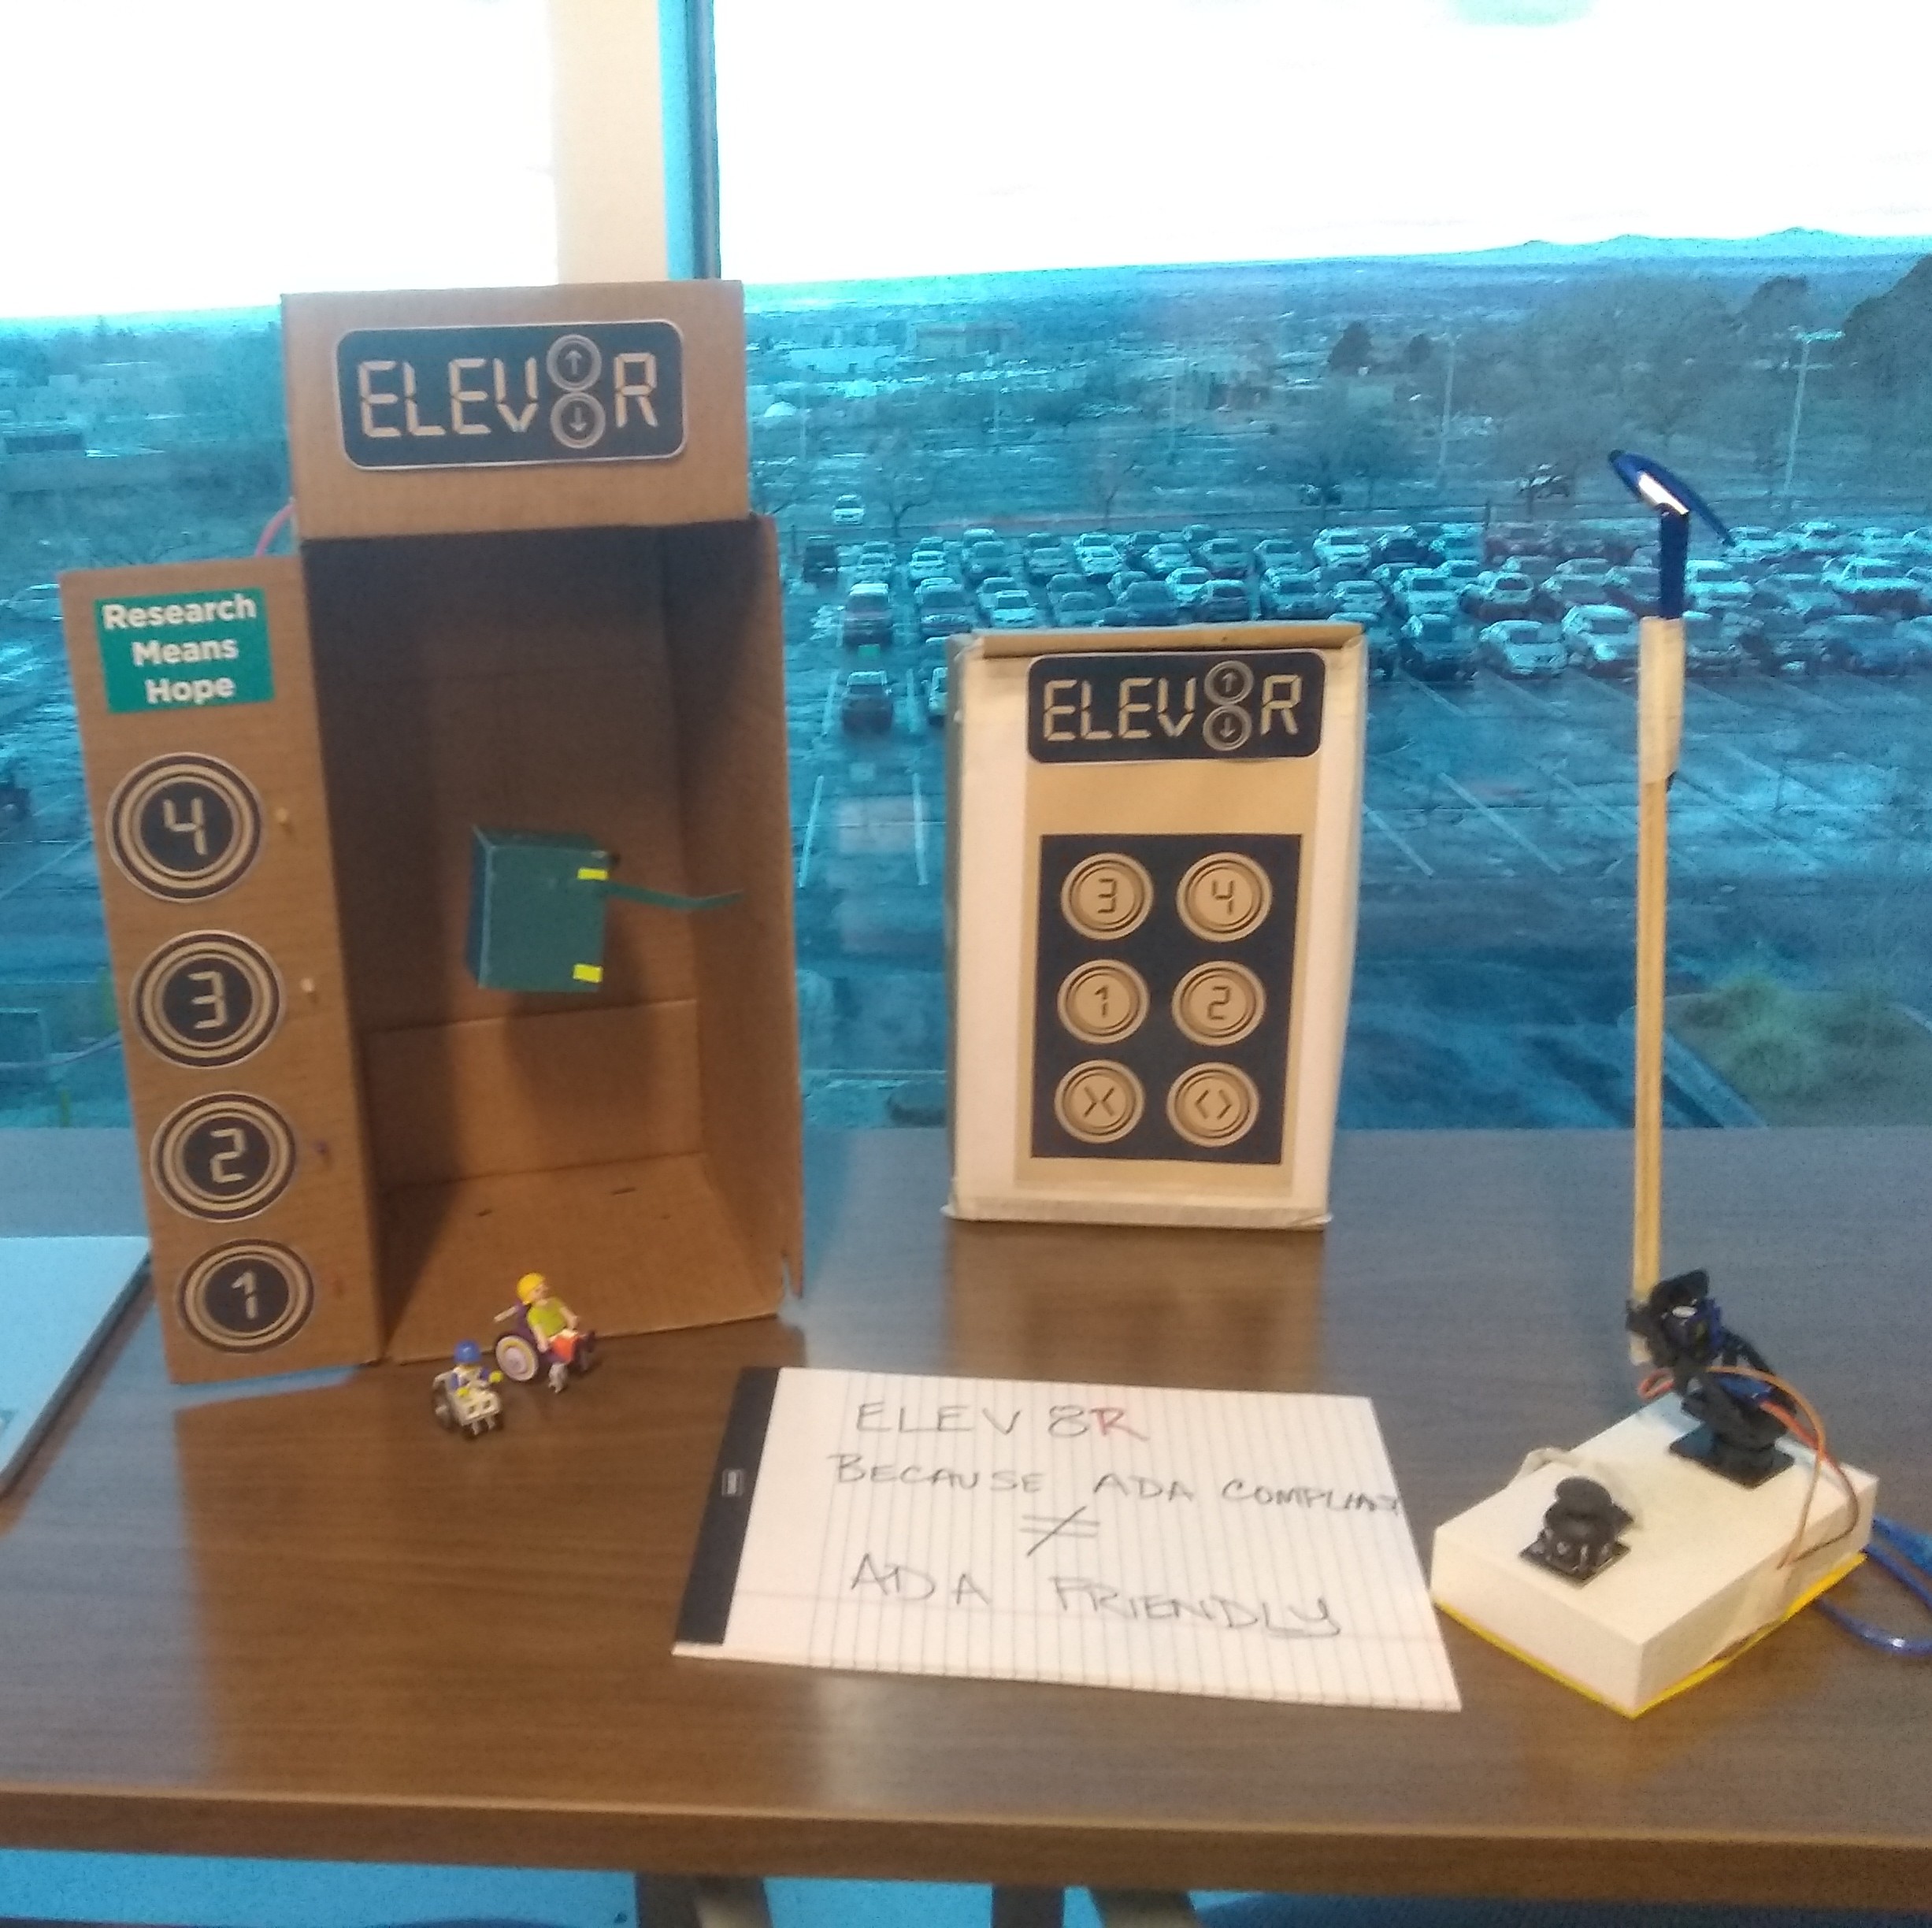 ELEV8R
Research
Means
Hope
4
3
2
1
ELEV8R
3 4
1 2
>< <>
ELEV 8R
BECAUSE ADA COMPLIANT
≠
ADA FRIENDLY